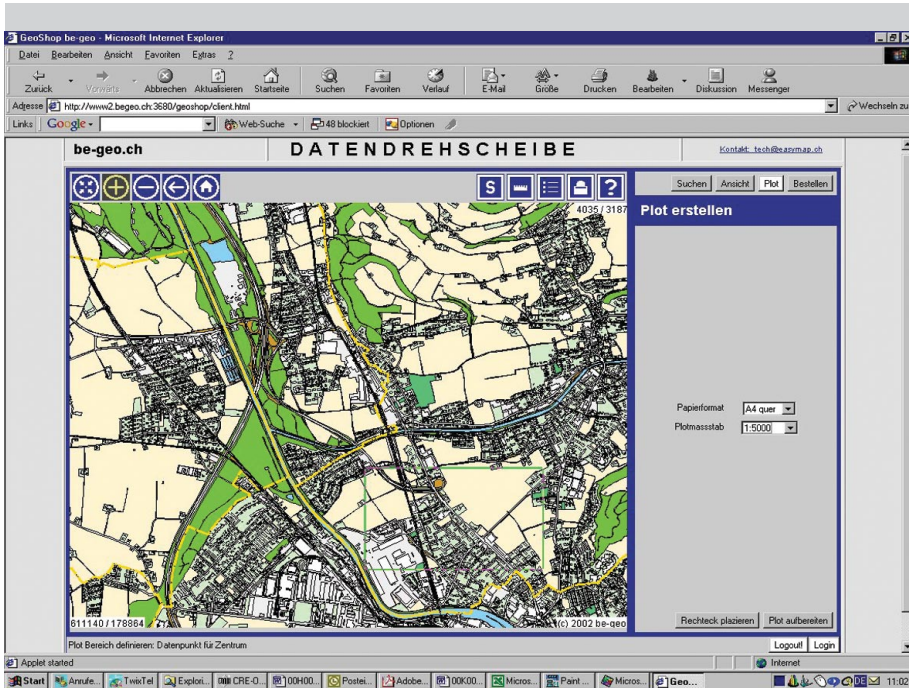 GeoShop be-geo - Microsoft Internet Explorer
Datei Bearbeiten Ansicht Favoriten Extras ?
Zurück Vorwärts Abbrechen Aktualisieren Startseite Suchen Favoriten Verlauf E-Mail Größe Drucken Bearbeiten Diskussion Messenger
Adresse http://www2.begeo.ch:3680/geoshop/client.html Wechseln zu
Links Google Web-Suche 48 blockiert Optionen
be-geo.ch DATENDREHSCHEIBE Kontakt: tech@easymap.ch
S ? Suchen Ansicht Plot Bestellen
4035 / 3187 Plot erstellen
Papierformat A4 quer
Plotmassstab 1:5000
611140 / 178864 (c) 2002 be-geo Rechteck plazieren Plot aufbereiten
Plot Bereich definieren: Datenpunkt für Zentrum Logout! Login
Applet started Internet
Start Anrufe... TwixTel Explori... CRE-0... 00H00... Postei... Adobe... 00K00... Micros... Paint ... Micros... Geo... DE 11:02